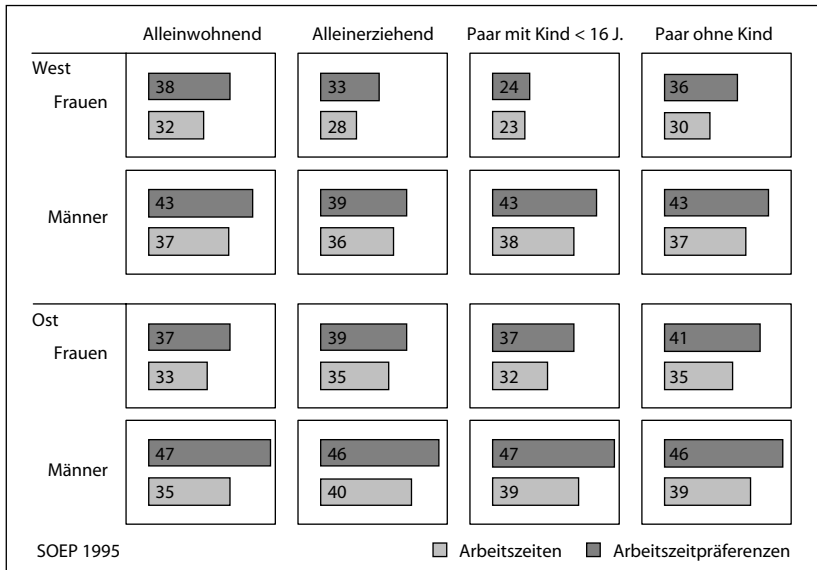 Alleinwohnend Alleinerziehend Paar mit Kind < 16 J. Paar ohne Kind
West
Frauen
38 33 24 36
32 28 23 30
Männer
43 39 43 43
37 36 38 37
Ost
Frauen
37 39 37 41
33 35 32 35
Männer
47 46 47 46
35 40 39 39
SOEP 1995 Arbeitszeiten Arbeitszeitpräferenzen